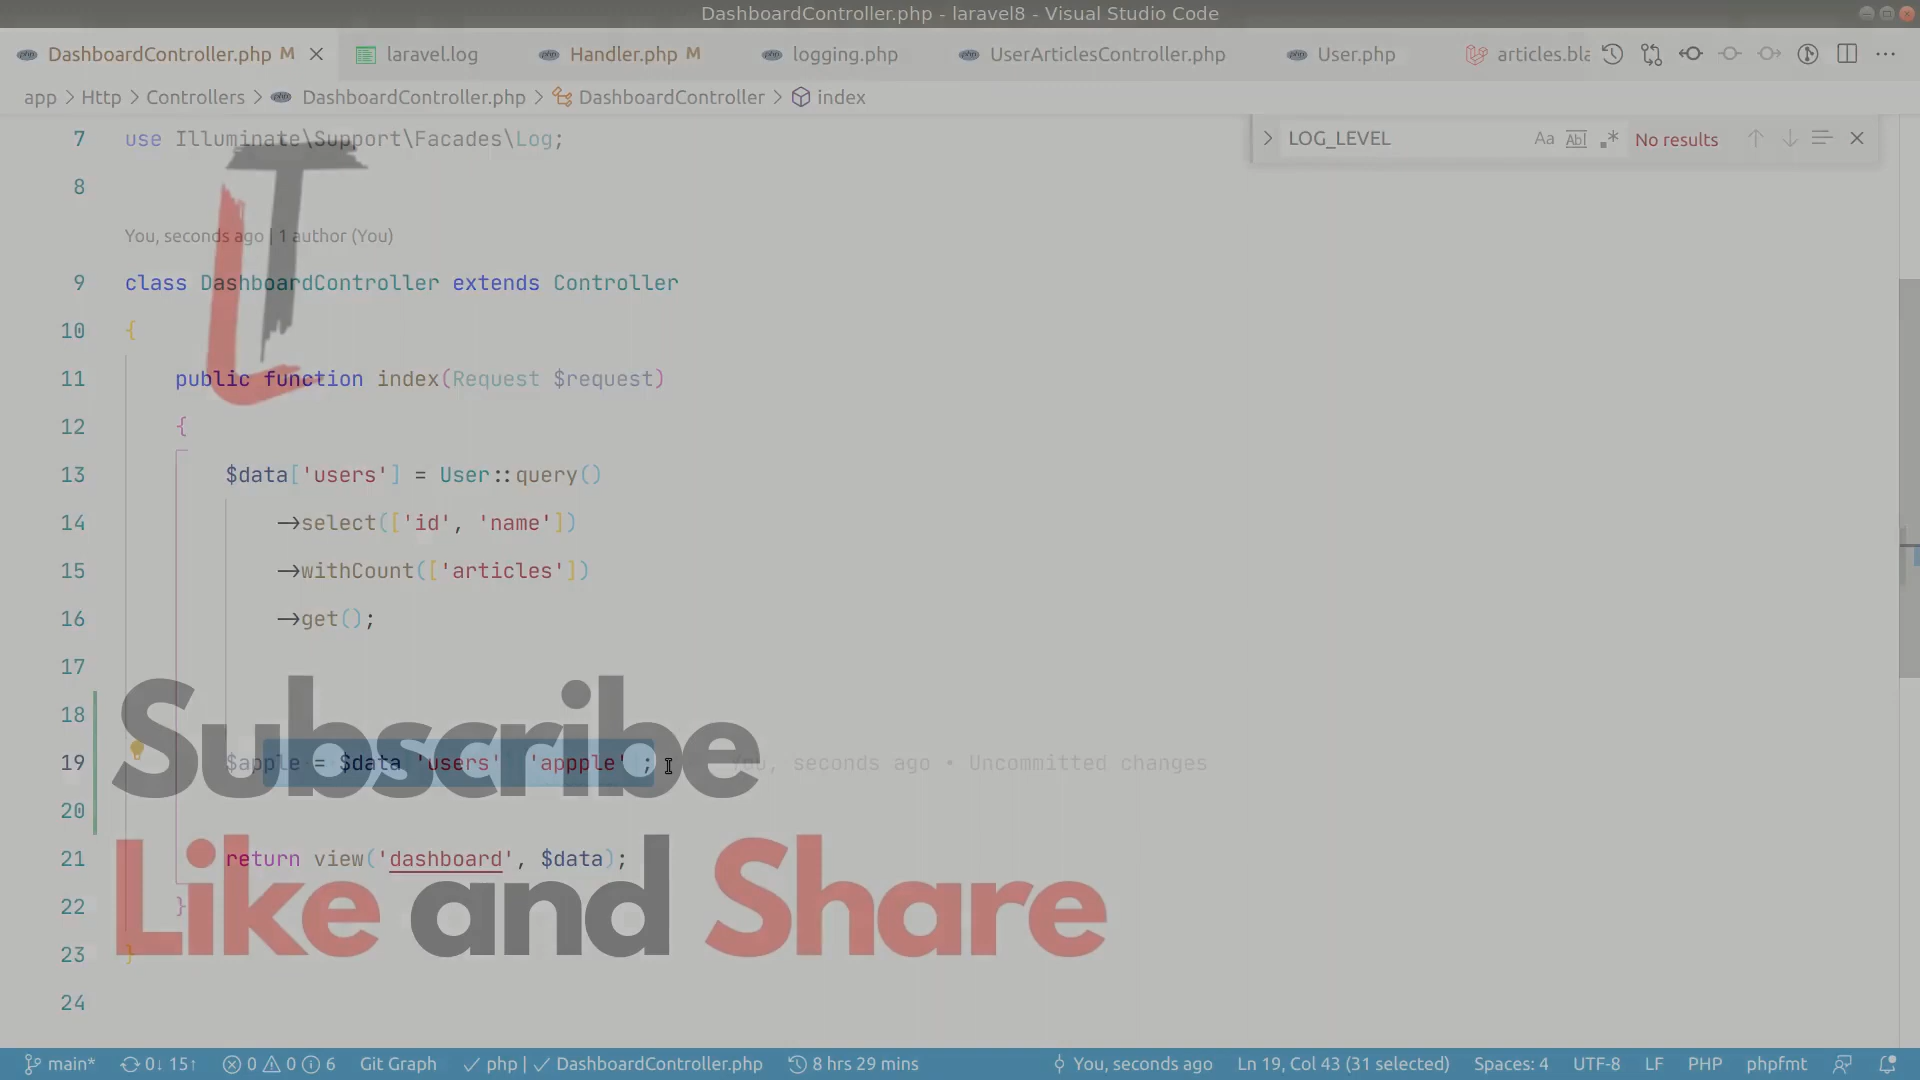 DashboardController.php - laravel8 - Visual Studio Code
DashboardController.php M laravel.log Handler.php M logging.php UserArticlesController.php User.php articles.bla
app > Http > Controllers > DashboardController.php > DashboardController > index
LOG_LEVEL Aa Abl .* No results
7 use Illuminate\Support\Facades\Log;
8
You, seconds ago | 1 author (You)
9 class DashboardController extends Controller
10 {
11 public function index(Request $request)
12 {
13 $data['users'] = User::query()
14 ->select(['id', 'name'])
15 ->withCount(['articles'])
16 ->get();
17
18
19 $apple = $data['users']['appple']; You, seconds ago • Uncommitted changes
20
21 return view('dashboard', $data);
22 }
23 }
24
LT
Subscribe
Like and Share
main* 0↓ 15↑ 0 0 6 Git Graph php | DashboardController.php 8 hrs 29 mins You, seconds ago Ln 19, Col 43 (31 selected) Spaces: 4 UTF-8 LF PHP phpfmt